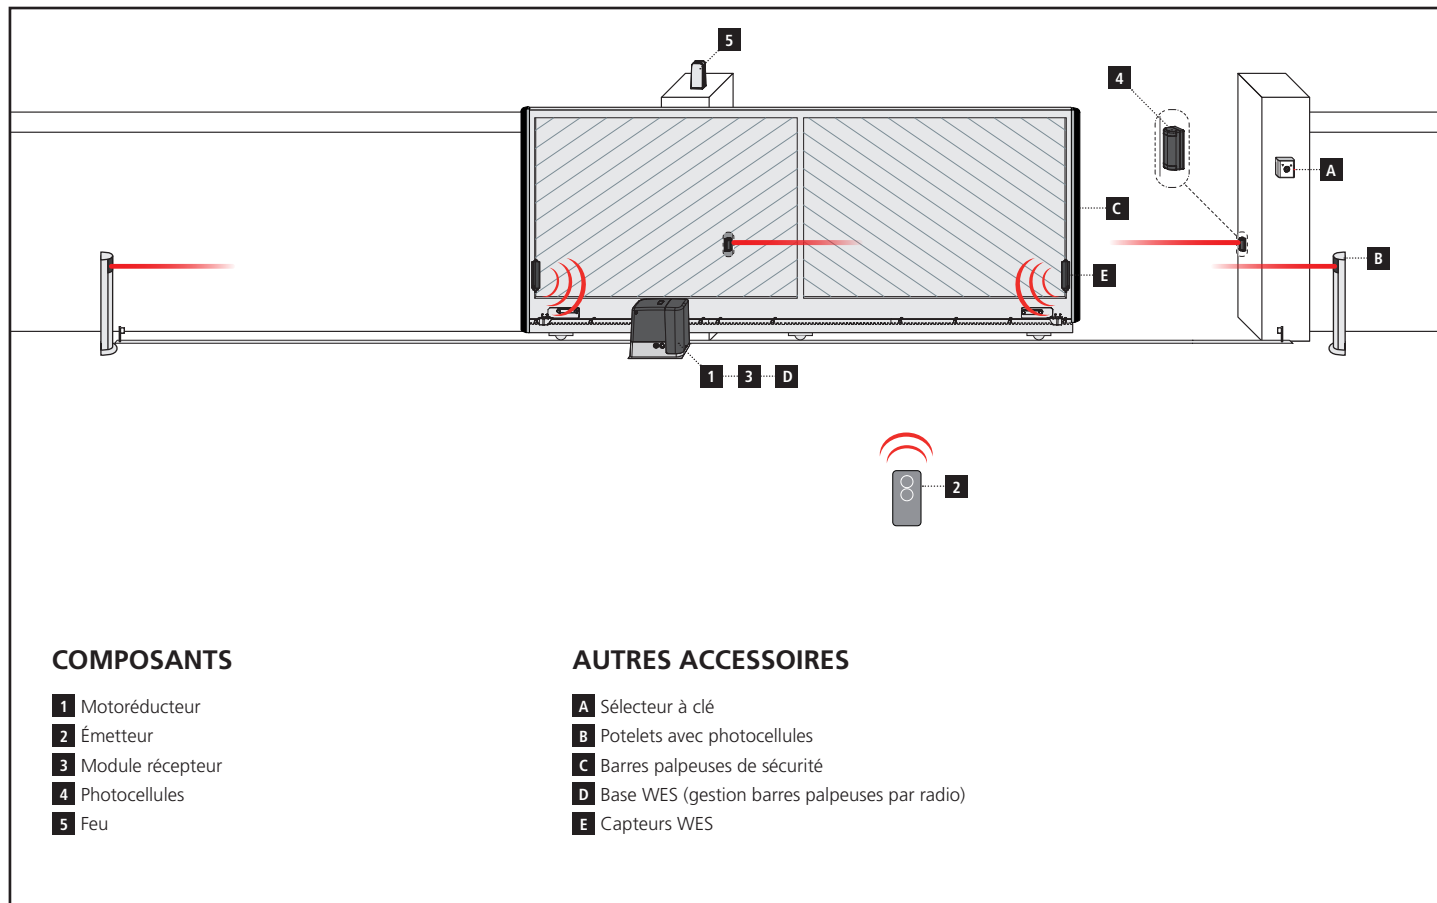 5
4
A
C
B
E
1 3 D
2
COMPOSANTS
1 Motoréducteur
2 Émetteur
3 Module récepteur
4 Photocellules
5 Feu
AUTRES ACCESSOIRES
A Sélecteur à clé
B Potelets avec photocellules
C Barres palpeuses de sécurité
D Base WES (gestion barres palpeuses par radio)
E Capteurs WES